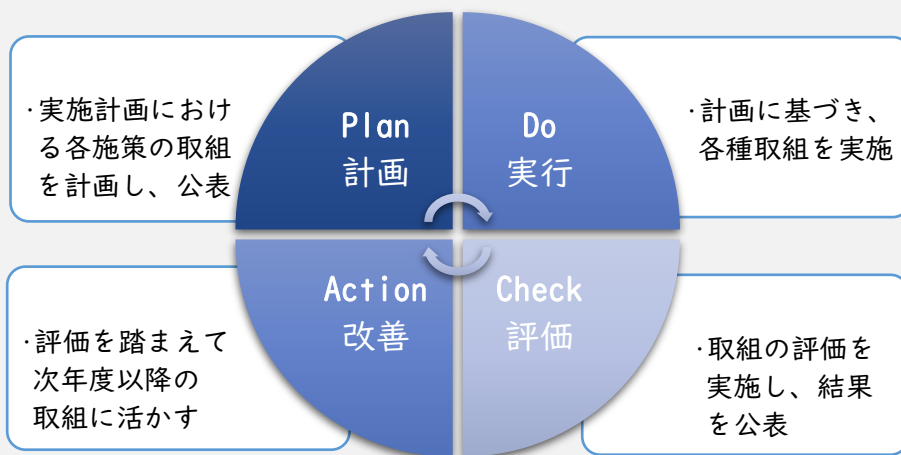 ・実施計画におけ
る各施策の取組
を計画し、公表
Plan
計画
Do
実行
・計画に基づき、
各種取組を実施
・評価を踏まえて
次年度以降の
取組に活かす
Action
改善
Check
評価
・取組の評価を
実施し、結果
を公表